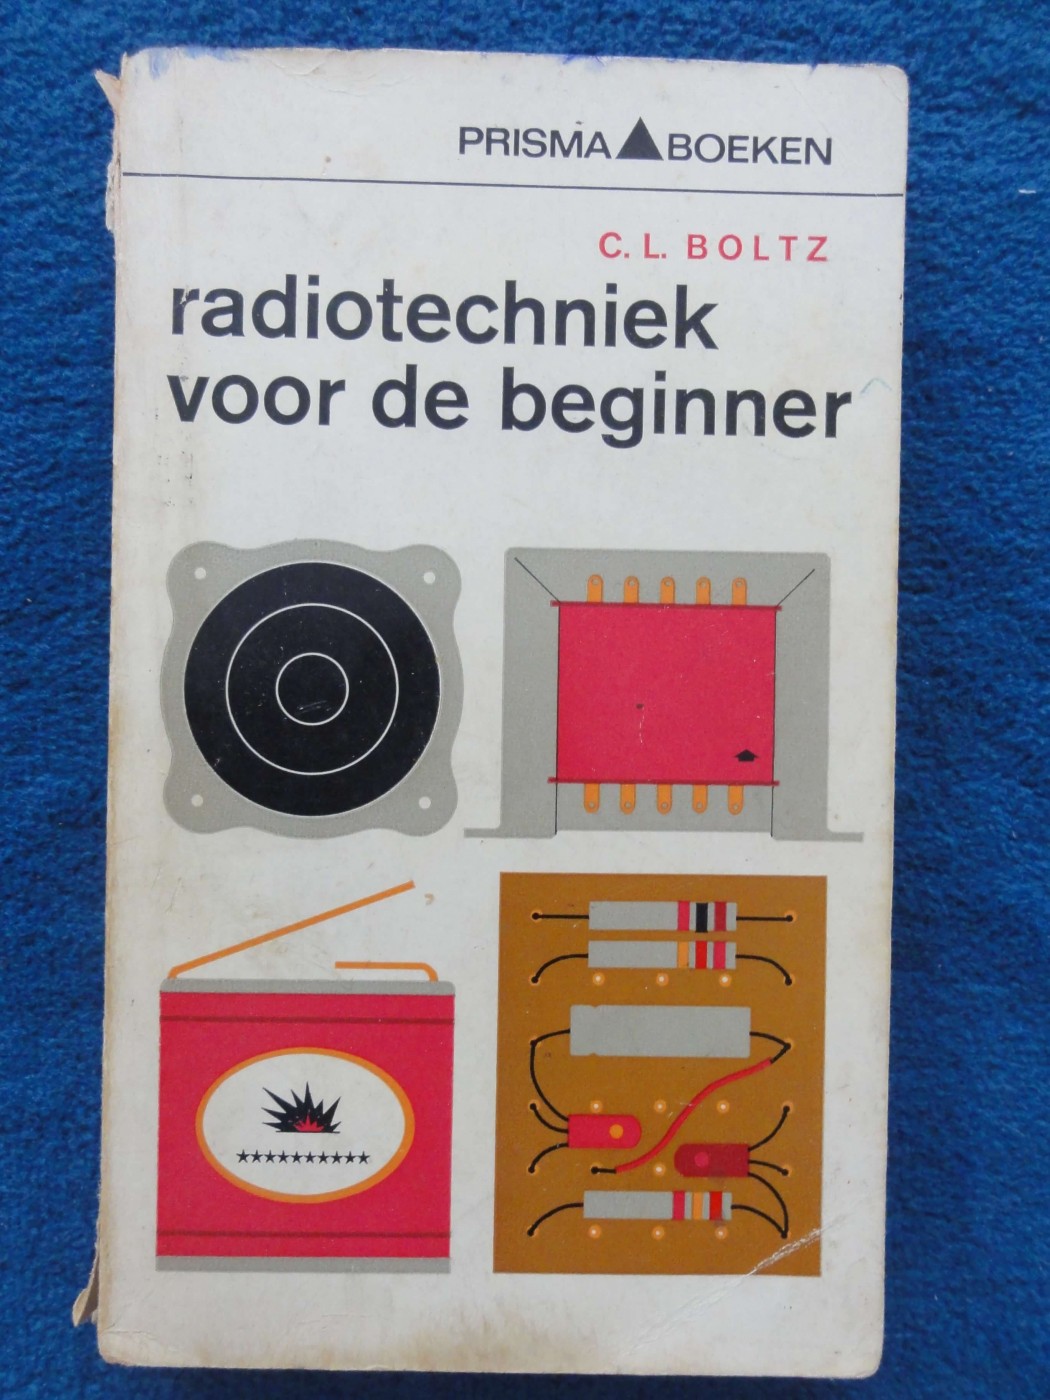 PRISMA BOEKEN
C. L. BOLTZ
radiotechniek
voor de beginner